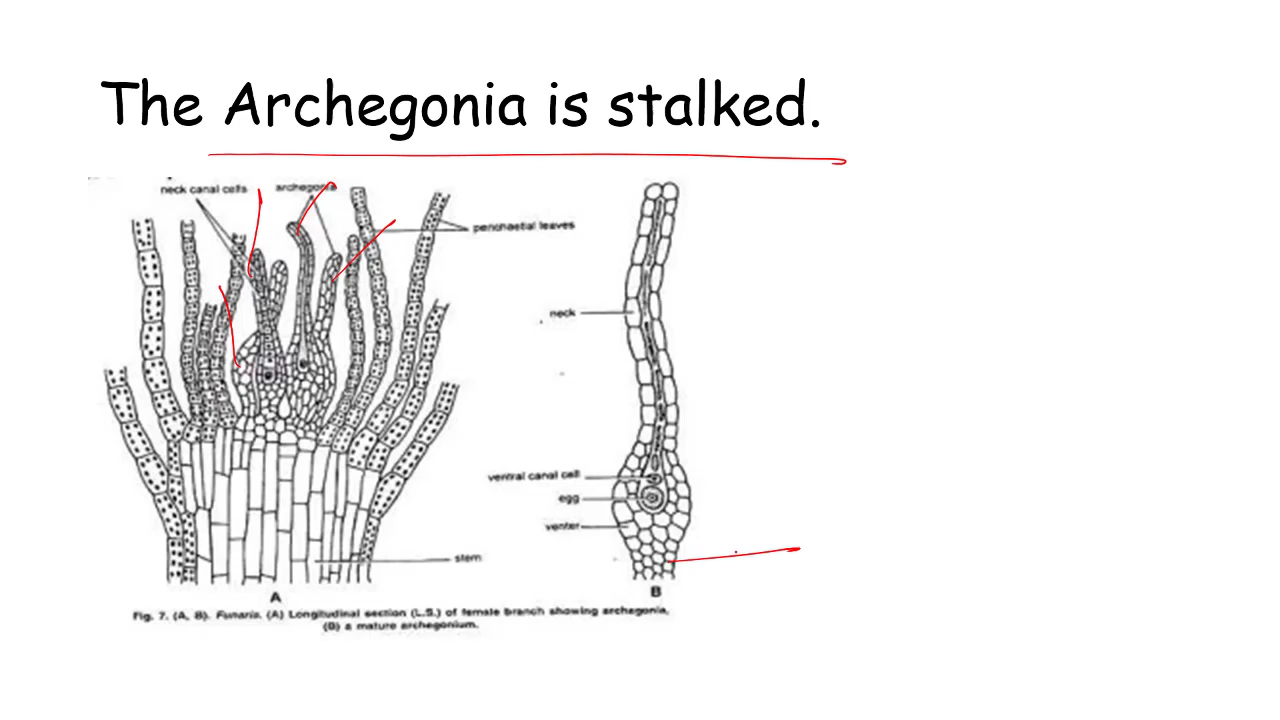 The Archegonia is stalked.
neck canal cells
archegonia
perichaetial leaves
neck
ventral canal cell
egg
venter
stem
A
B
Fig. 7. (A, B). Funaria. (A) Longitudinal section (L.S.) of female branch showing archegonia,
(B) a mature archegonium.